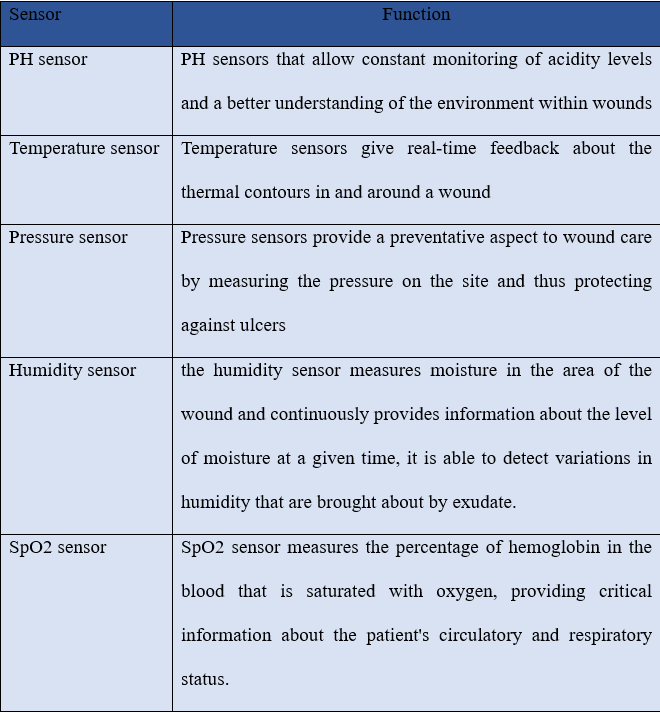 Sensor Function
PH sensor PH sensors that allow constant monitoring of acidity levels
and a better understanding of the environment within wounds
Temperature sensor Temperature sensors give real-time feedback about the
thermal contours in and around a wound
Pressure sensor Pressure sensors provide a preventative aspect to wound care
by measuring the pressure on the site and thus protecting
against ulcers
Humidity sensor the humidity sensor measures moisture in the area of the
wound and continuously provides information about the level
of moisture at a given time, it is able to detect variations in
humidity that are brought about by exudate.
SpO2 sensor SpO2 sensor measures the percentage of hemoglobin in the
blood that is saturated with oxygen, providing critical
information about the patient's circulatory and respiratory
status.